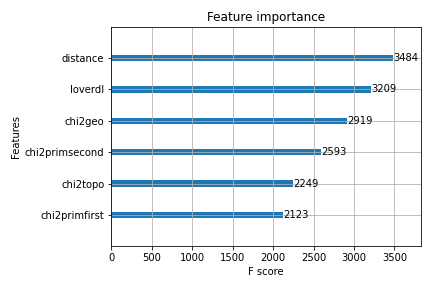 Feature importance
distance
3484
loverdl
3209
chi2geo
2919
chi2primsecond
2593
chi2topo
2249
chi2primfirst
2123
Features
0 500 1000 1500 2000 2500 3000 3500
F score